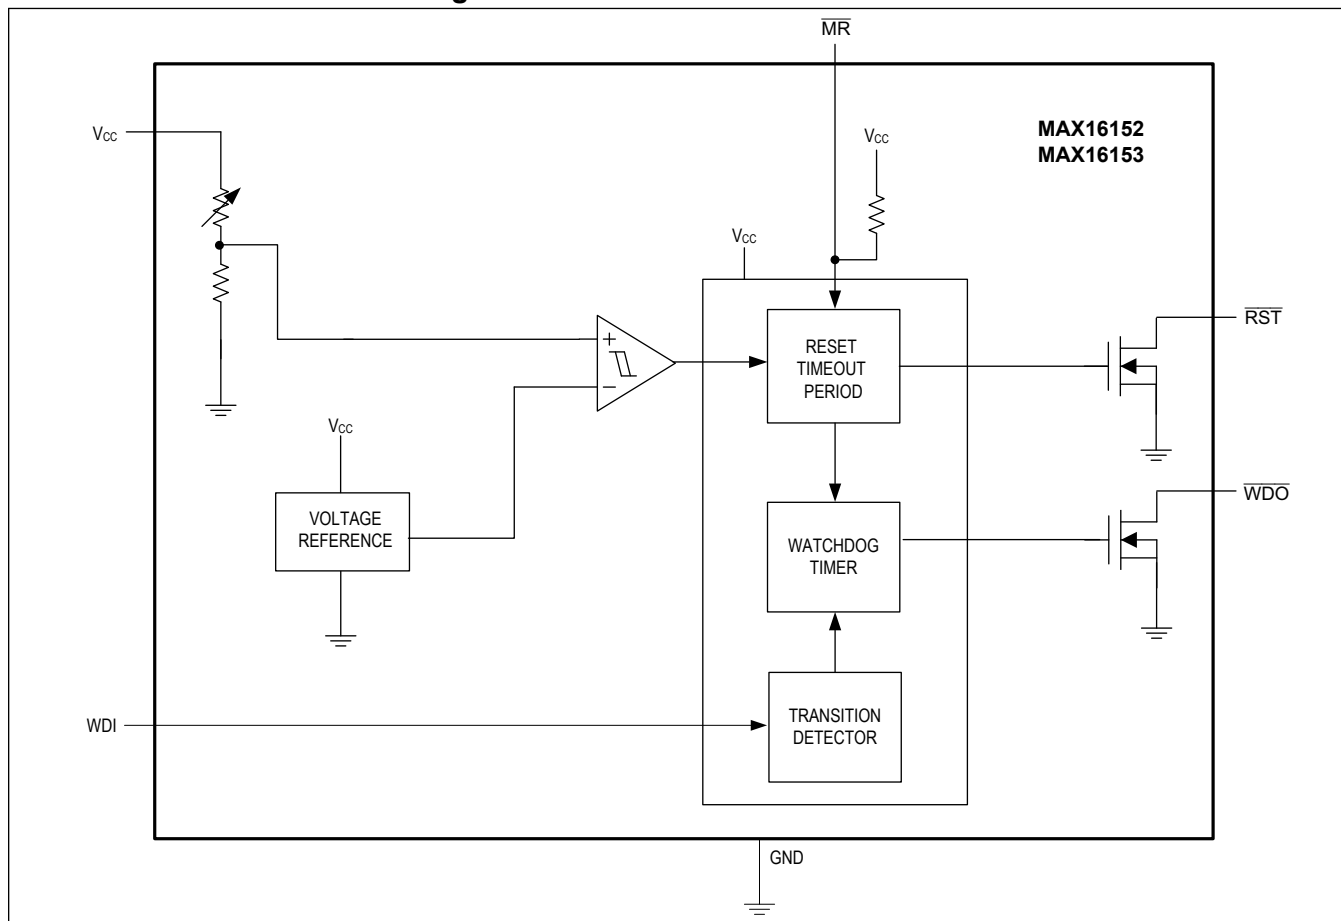 MR
MAX16152
MAX16153
VCC
VCC
VCC
+
RESET
TIMEOUT
PERIOD
RST
−
VCC
WDO
VOLTAGE
REFERENCE
WATCHDOG
TIMER
WDI
TRANSITION
DETECTOR
GND